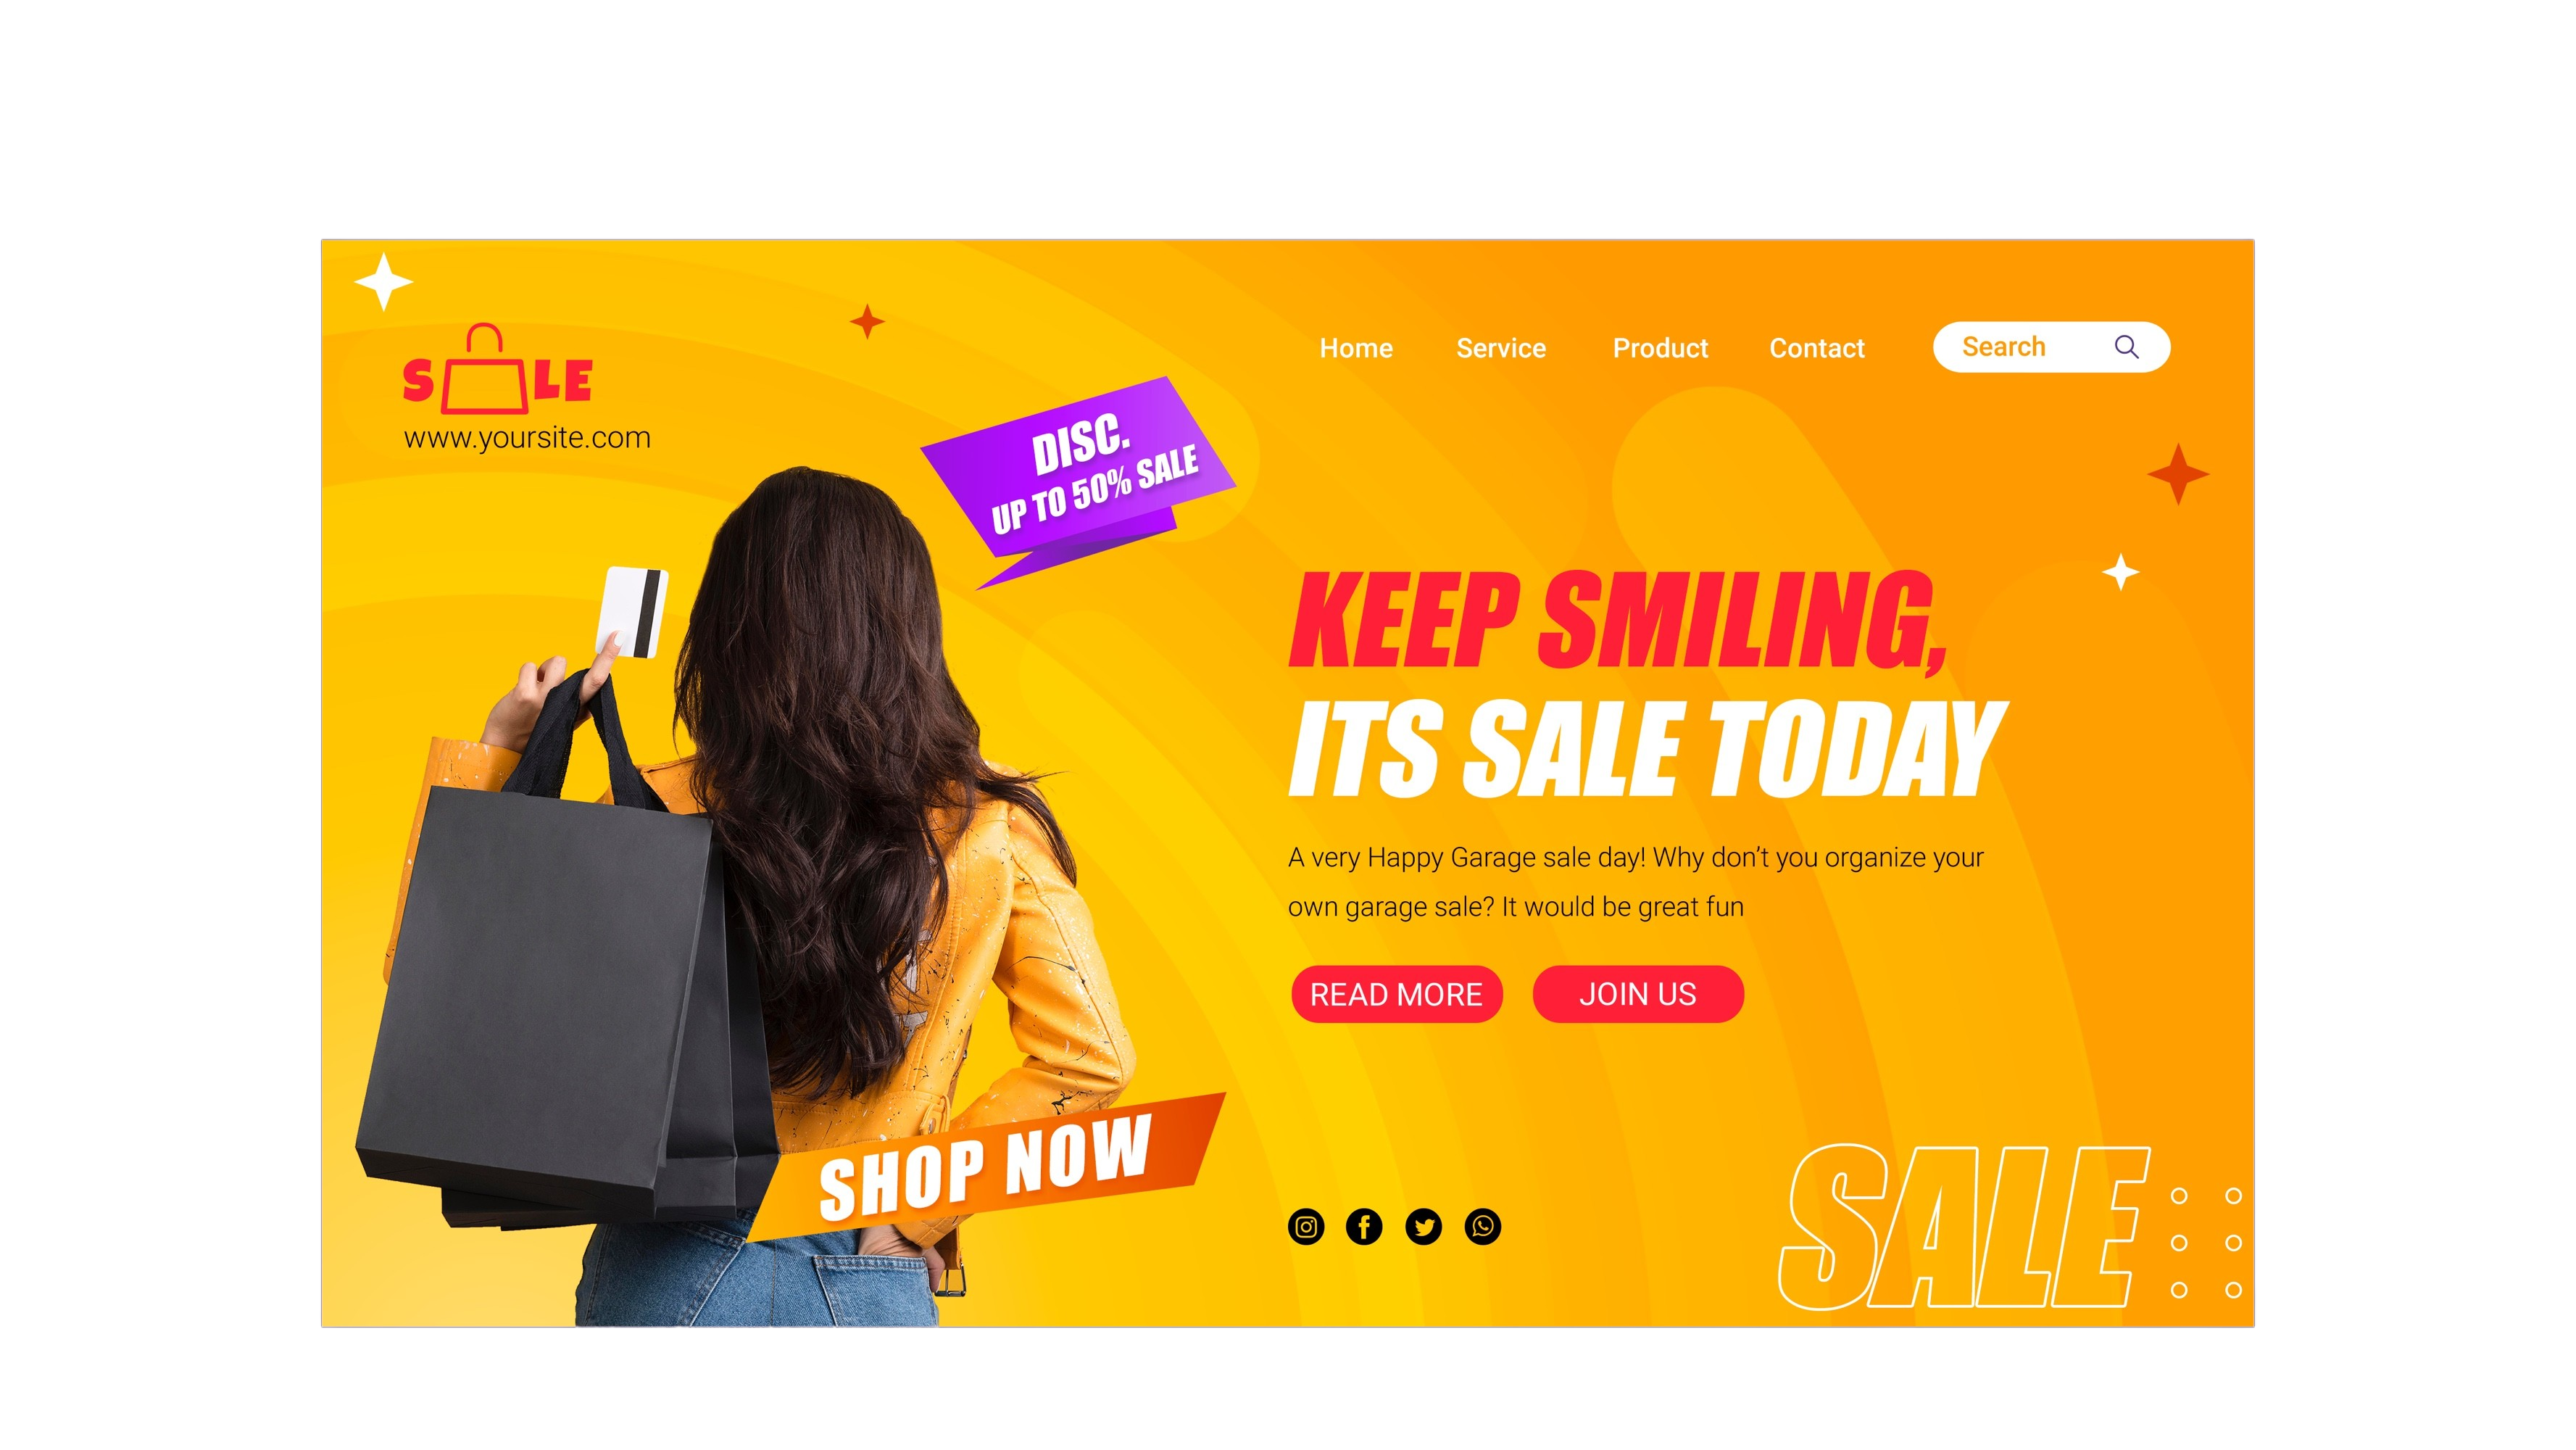 S LE
www.yoursite.com
Home Service Product Contact Search
DISC.
UP TO 50% SALE
KEEP SMILING,
ITS SALE TODAY
A very Happy Garage sale day! Why don’t you organize your
own garage sale? It would be great fun
READ MORE JOIN US
SHOP NOW
SALE